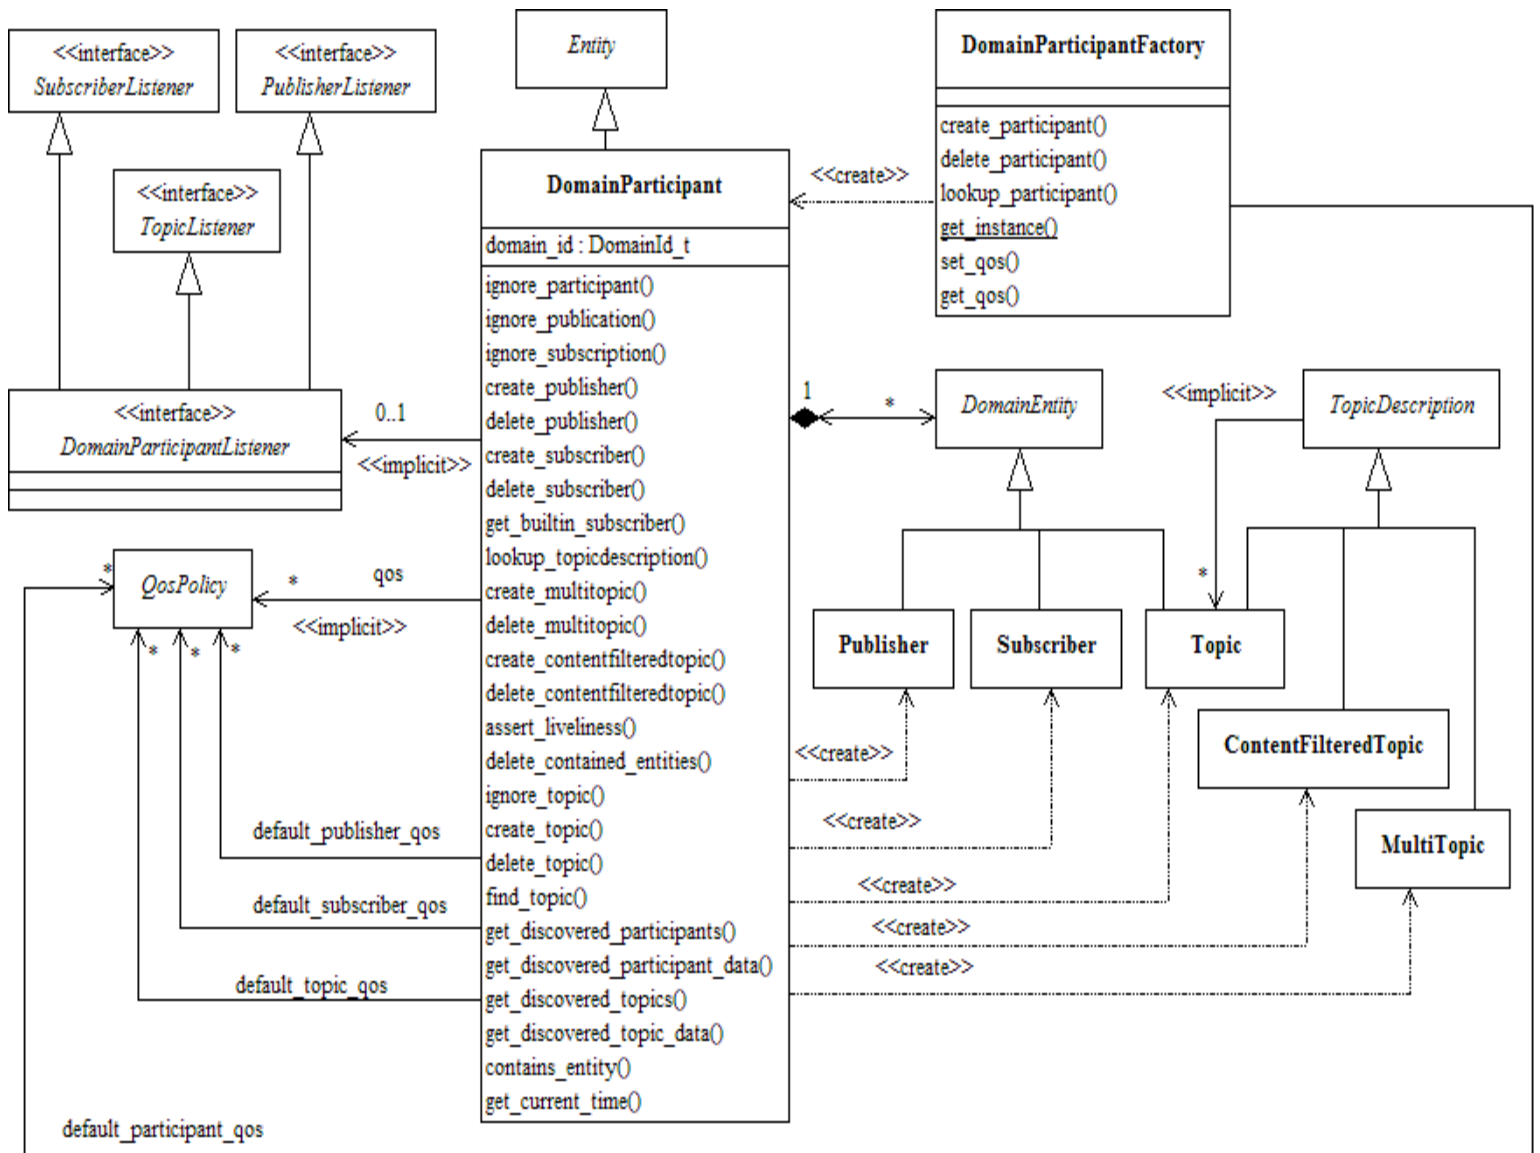 <<interface>>
SubscriberListener
<<interface>>
PublisherListener
<<interface>>
TopicListener
<<interface>>
DomainParticipantListener
Entity
DomainParticipant
domain_id : DomainId_t
ignore_participant()
ignore_publication()
ignore_subscription()
create_publisher()
delete_publisher()
create_subscriber()
delete_subscriber()
get_builtin_subscriber()
lookup_topicdescription()
create_multitopic()
delete_multitopic()
create_contentfilteredtopic()
delete_contentfilteredtopic()
assert_liveliness()
delete_contained_entities()
ignore_topic()
create_topic()
delete_topic()
find_topic()
get_discovered_participants()
get_discovered_participant_data()
get_discovered_topics()
get_discovered_topic_data()
contains_entity()
get_current_time()
DomainParticipantFactory
create_participant()
delete_participant()
lookup_participant()
get_instance()
set_qos()
get_qos()
<<create>>
0..1
<<implicit>>
1
*
DomainEntity
<<implicit>>
TopicDescription
*
QosPolicy
*
*
qos
<<implicit>>
*
*
*
Publisher
Subscriber
Topic
ContentFilteredTopic
MultiTopic
<<create>>
<<create>>
<<create>>
<<create>>
<<create>>
default_publisher_qos
default_subscriber_qos
default_topic_qos
default_participant_qos